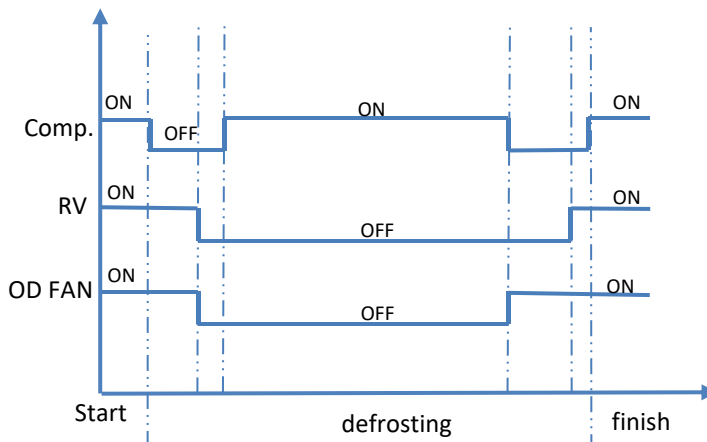 ON
ON
ON
Comp.
OFF
ON
ON
RV
OFF
ON
ON
OD FAN
OFF
Start
defrosting
finish